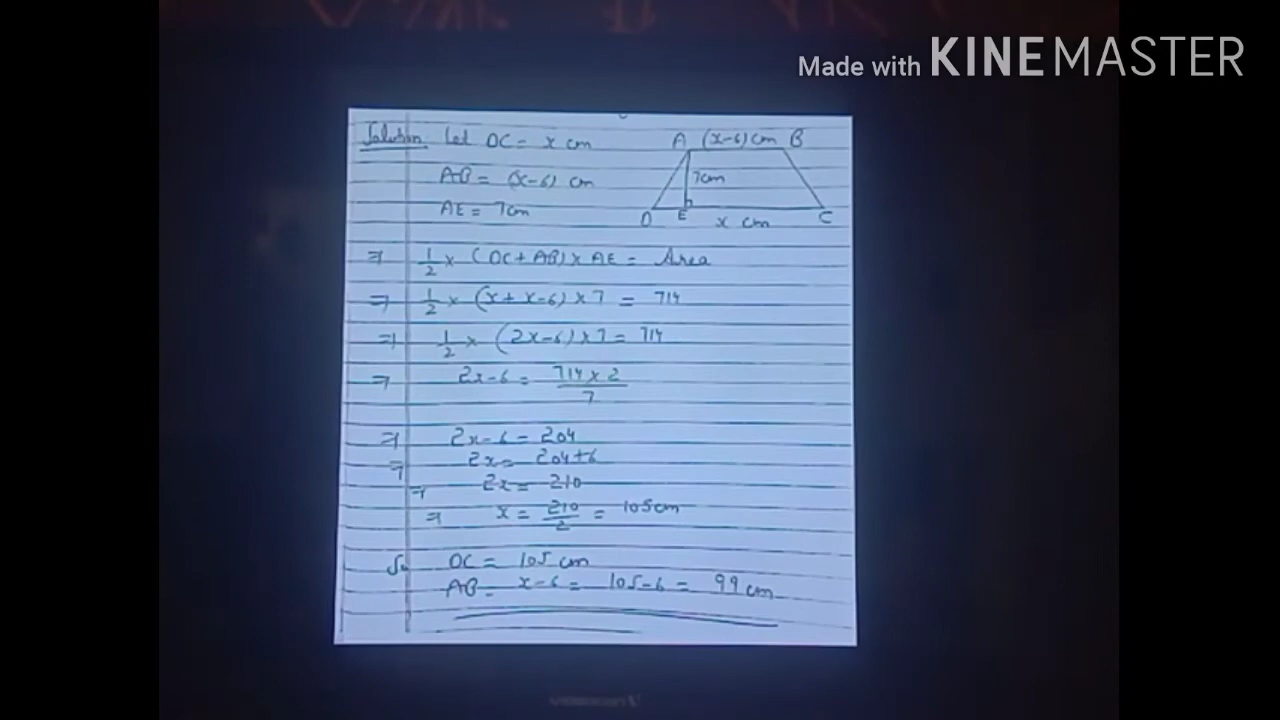 Made with KINEMASTER
Solution Let DC = x cm
AB = (x-6) cm
AE = 7cm
A (x-6) cm B
7cm
D E x cm C
⇒ 1/2 × (DC + AB) × AE = Area
⇒ 1/2 × (x + x-6) × 7 = 714
⇒ 1/2 × (2x-6) × 7 = 714
⇒ 2x-6 = 714 × 2 / 7
⇒ 2x-6 = 204
⇒ 2x = 204+6
⇒ 2x = 210
⇒ x = 210/2 = 105cm
So DC = 105 cm
AB = x-6 = 105-6 = 99 cm